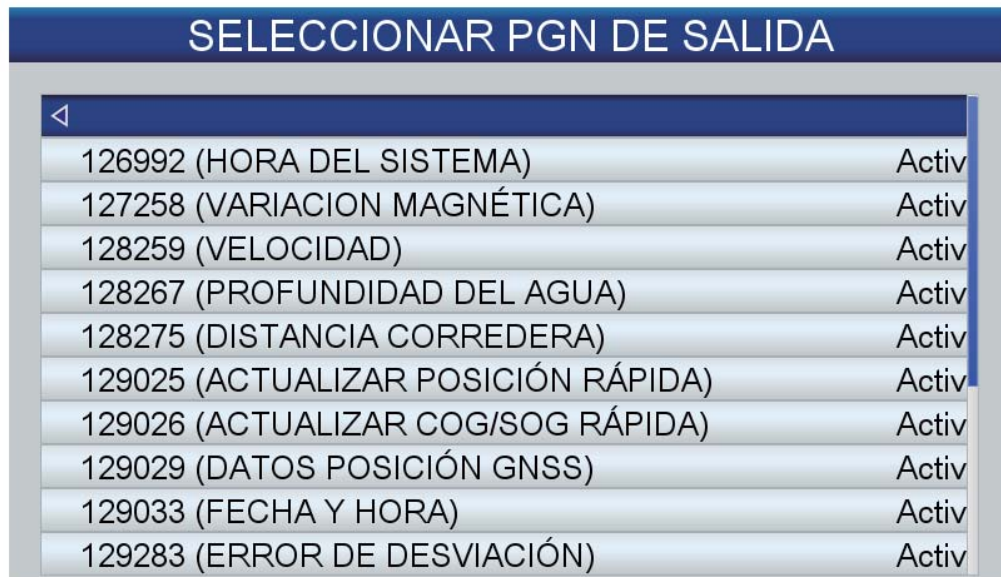 SELECCIONAR PGN DE SALIDA
126992 (HORA DEL SISTEMA) Activ
127258 (VARIACION MAGNÉTICA) Activ
128259 (VELOCIDAD) Activ
128267 (PROFUNDIDAD DEL AGUA) Activ
128275 (DISTANCIA CORREDERA) Activ
129025 (ACTUALIZAR POSICIÓN RÁPIDA) Activ
129026 (ACTUALIZAR COG/SOG RÁPIDA) Activ
129029 (DATOS POSICIÓN GNSS) Activ
129033 (FECHA Y HORA) Activ
129283 (ERROR DE DESVIACIÓN) Activ